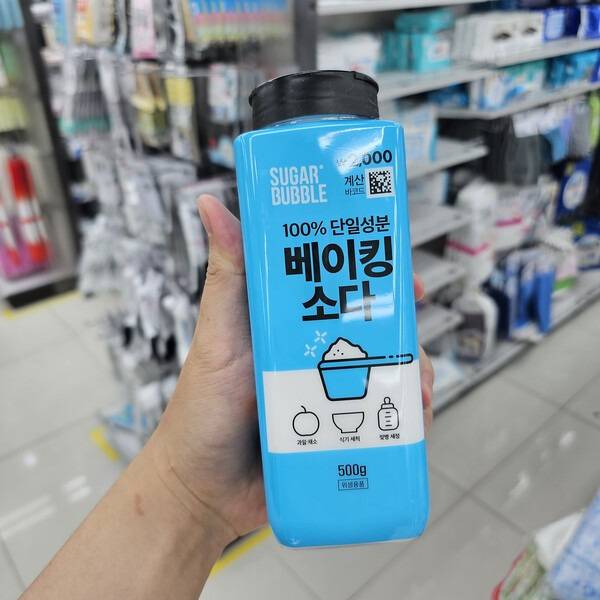 SUGAR
BUBBLE
,000
계산
바코드
100% 단일성분
베이킹
소다
과일 채소
식기 세척
젖병 세정
500g
위생용품